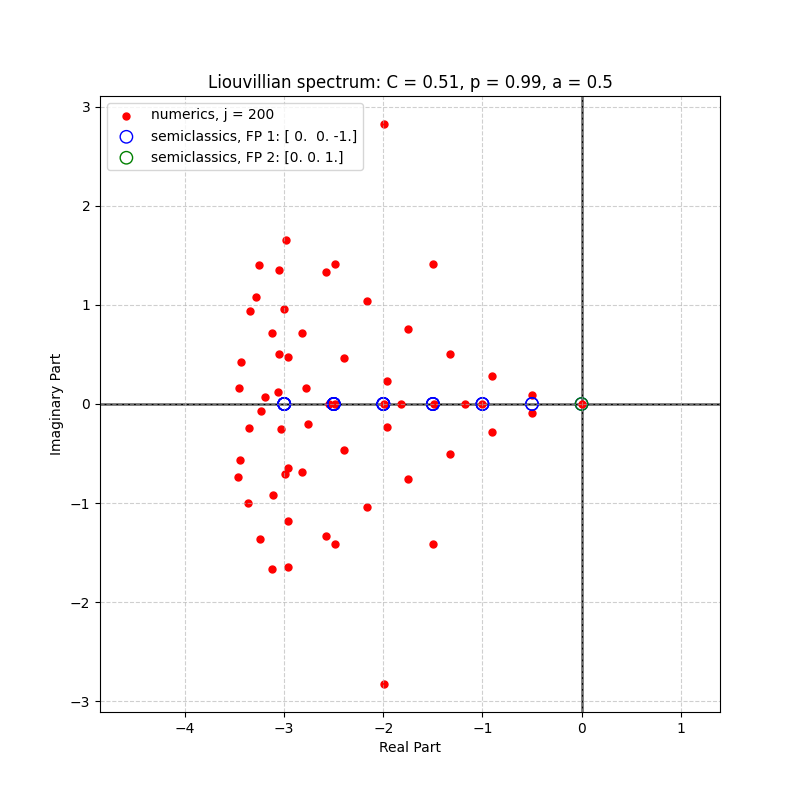 Liouvillian spectrum: C = 0.51, p = 0.99, a = 0.5
numerics, j = 200
semiclassics, FP 1: [ 0.  0. -1.]
semiclassics, FP 2: [0. 0. 1.]
3
2
1
0
−1
−2
−3
Imaginary Part
−4 −3 −2 −1 0 1
Real Part